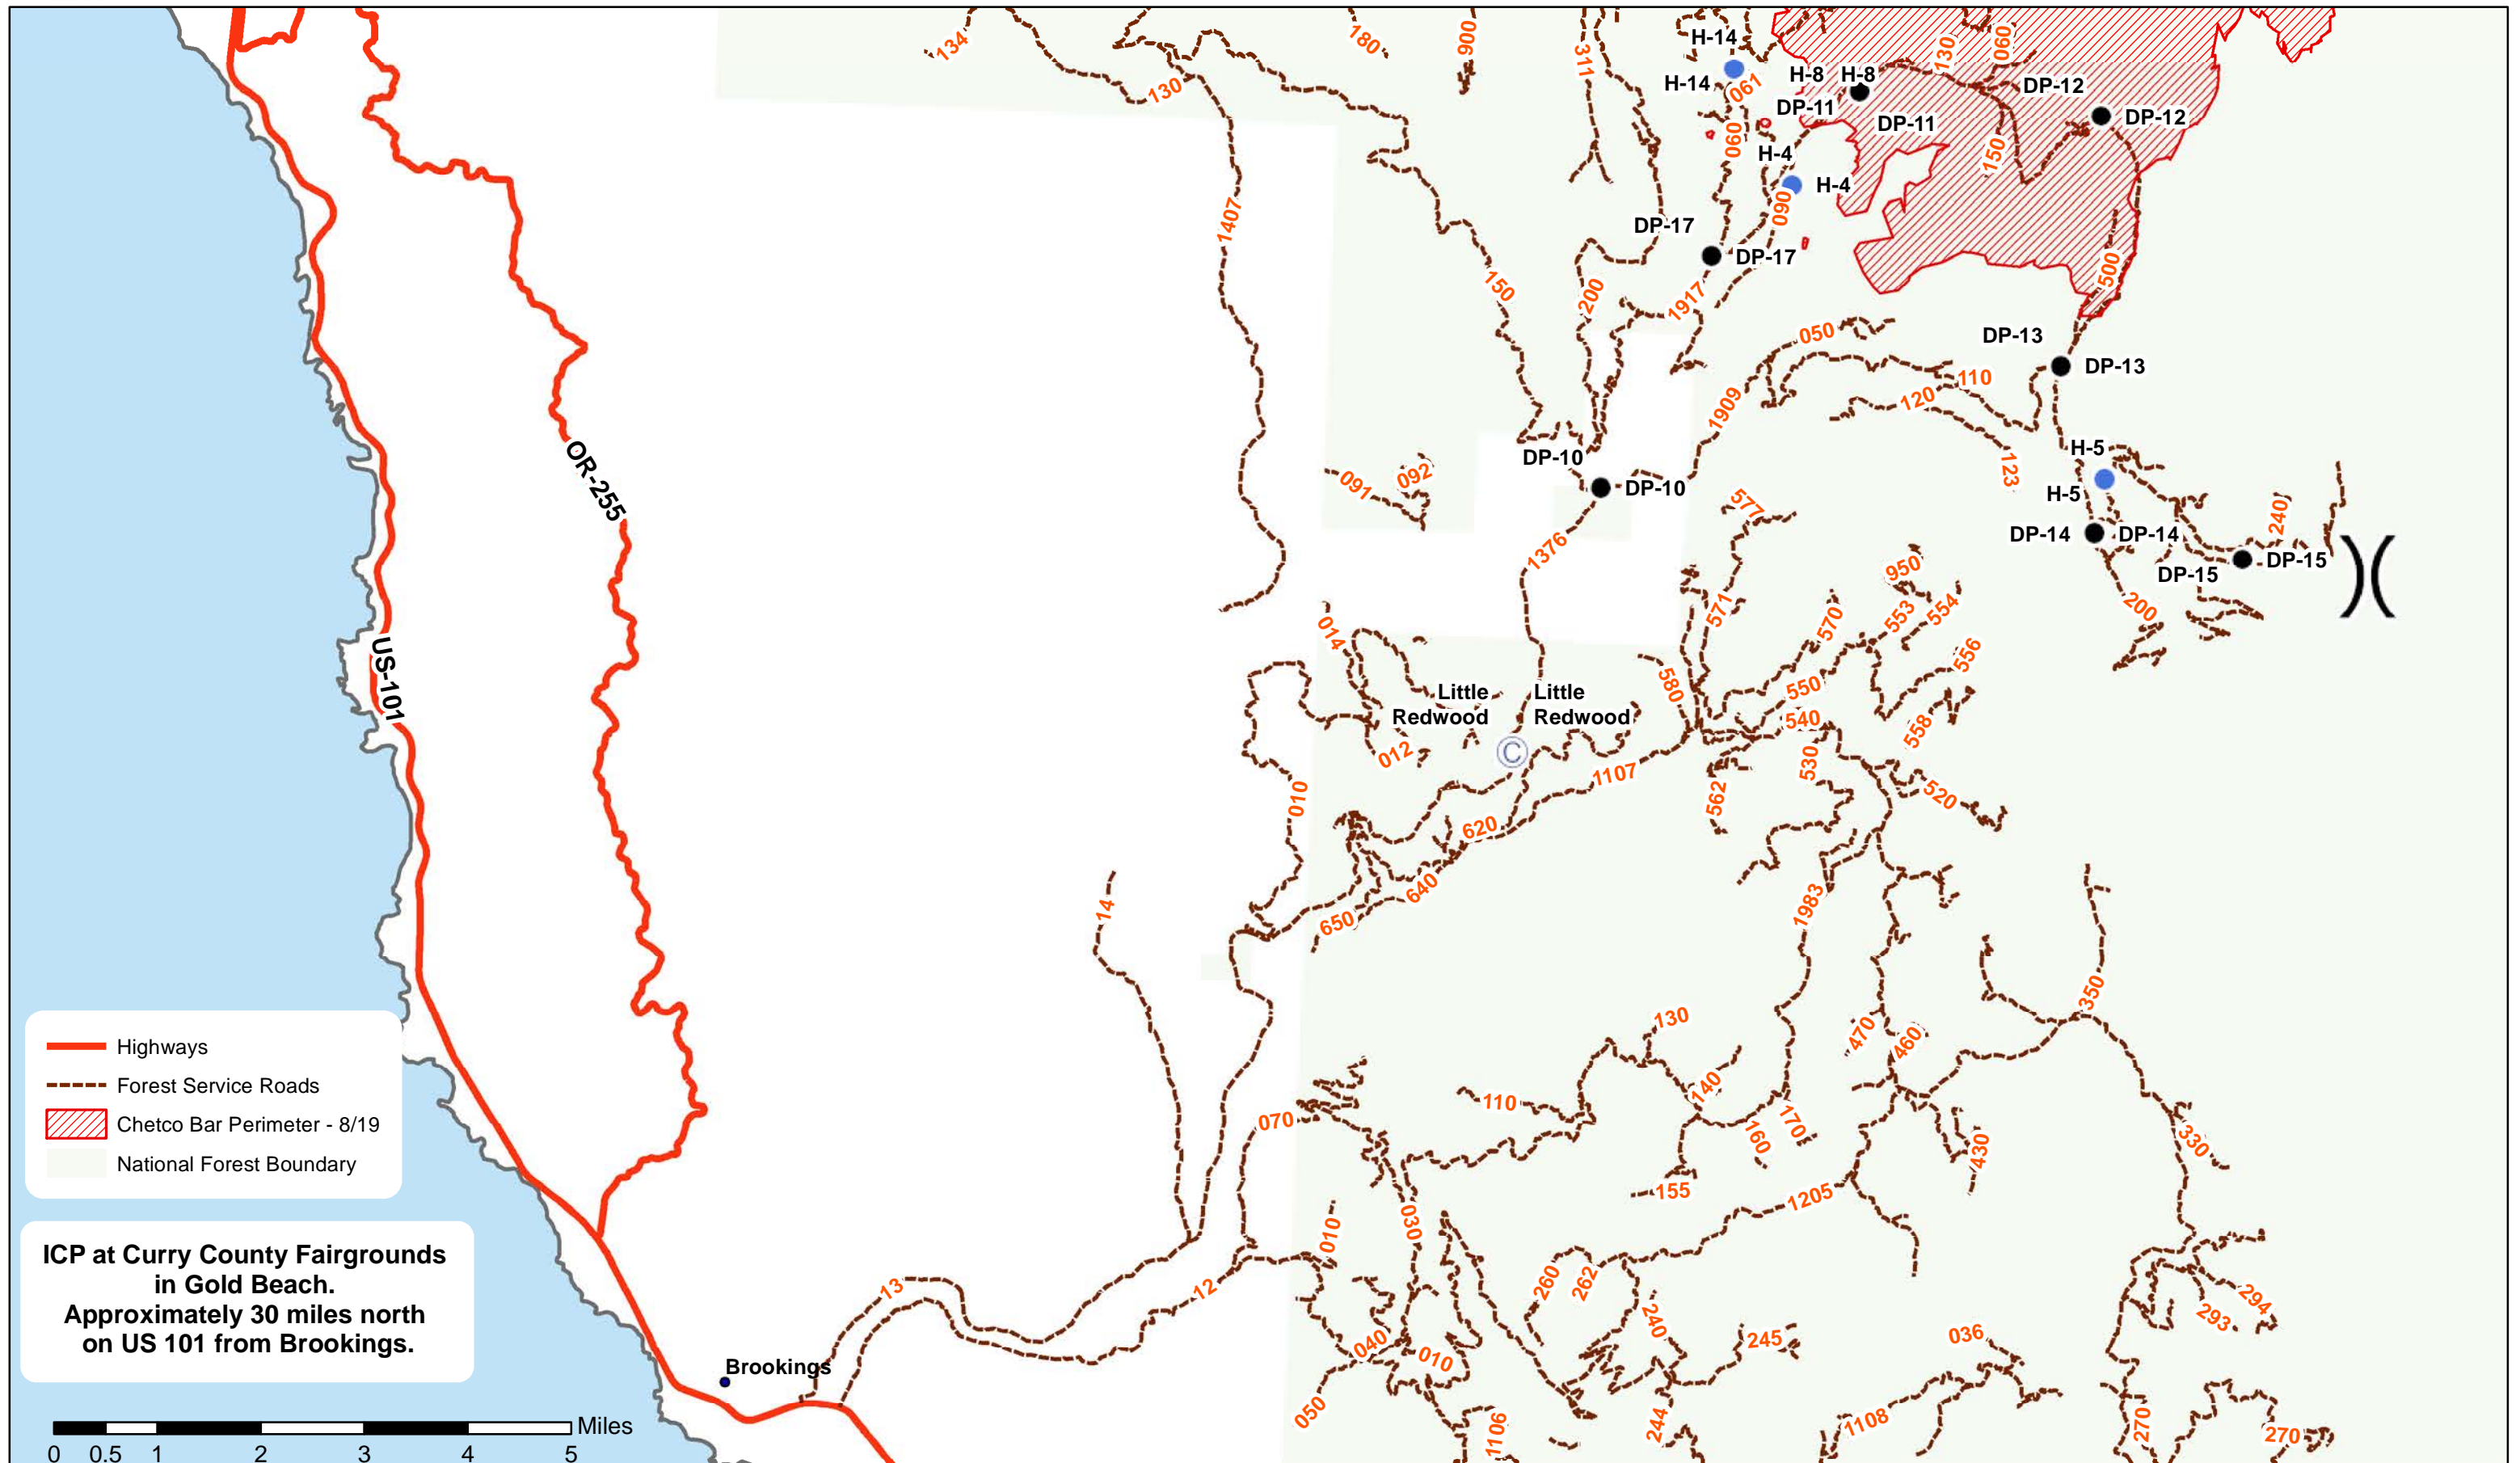 134
130
180
900
311
H-14
H-14
061
H-8
H-8
130
060
DP-11
DP-11
DP-12
DP-12
060
H-4
H-4
150
090
1407
DP-17
DP-17
150
200
1917
500
050
DP-13
DP-13
110
120
1909
OR-255
DP-10
DP-10
091
092
123
H-5
H-5
577
240
DP-14
DP-14
DP-15
DP-15
)(
1376
950
200
571
570
553
554
014
556
US-101
580
550
Little
Redwood
Little
Redwood
540
558
012
C
1107
530
010
562
520
620
640
14
650
1983
350
130
470
460
Highways
Forest Service Roads
Chetco Bar Perimeter - 8/19
National Forest Boundary
070
110
140
170
160
430
330
155
1205
030
010
ICP at Curry County Fairgrounds
in Gold Beach.
Approximately 30 miles north
on US 101 from Brookings.
13
12
260
262
240
294
293
040
010
245
036
Brookings
050
1106
244
1108
270
270
Miles
0 0.5 1 2 3 4 5